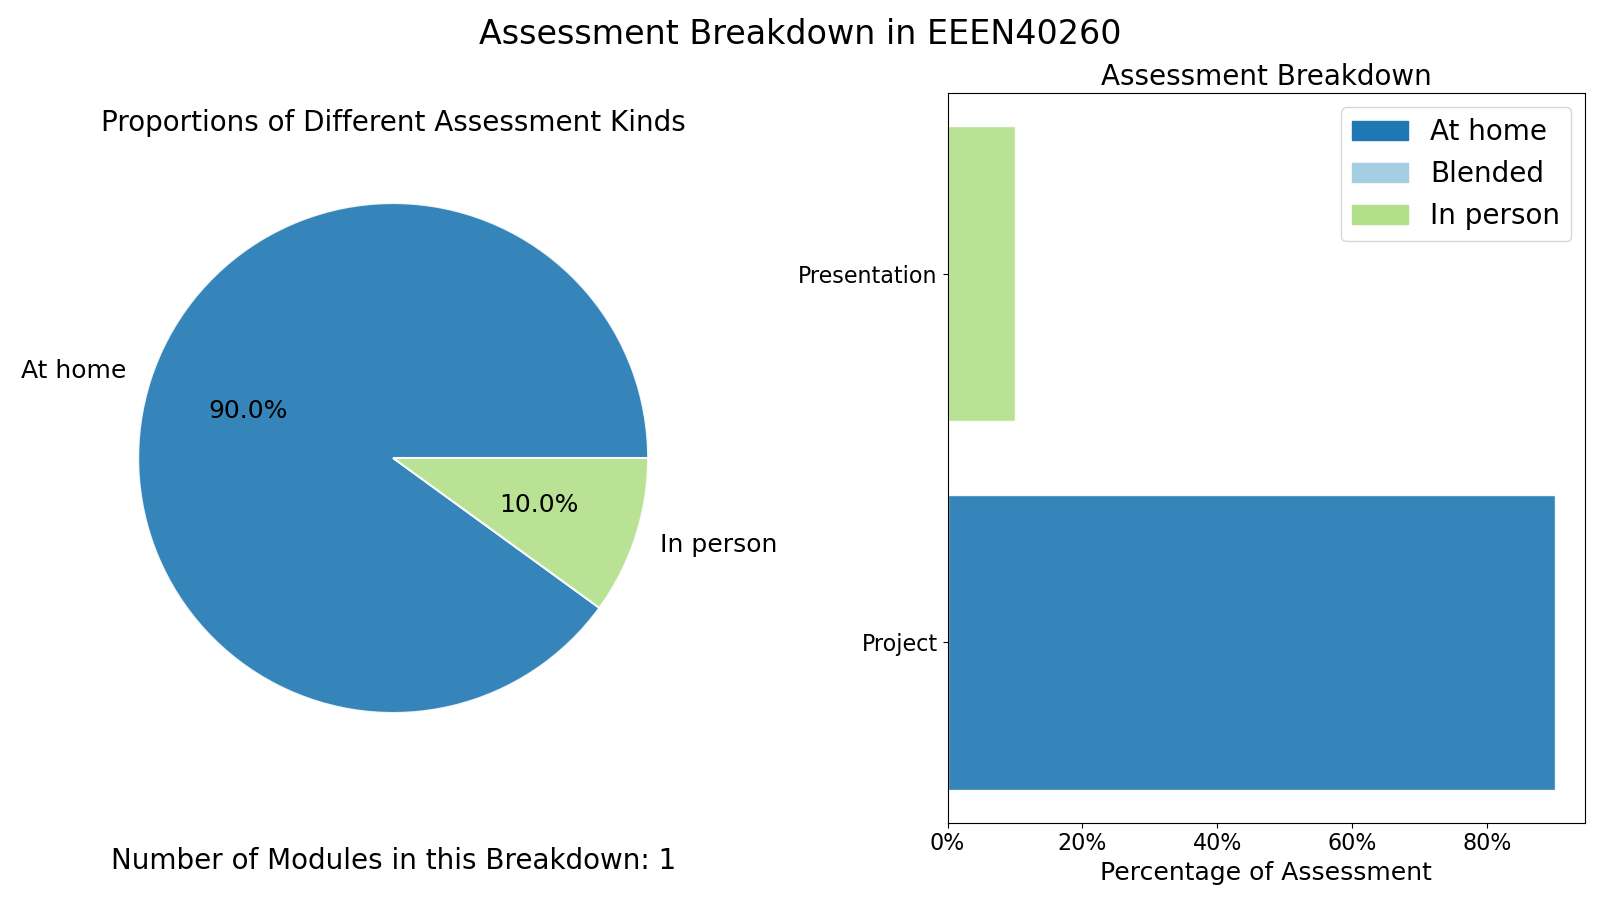 Assessment Breakdown in EEEN40260
Proportions of Different Assessment Kinds
At home
90.0%
10.0%
In person
Number of Modules in this Breakdown: 1
Assessment Breakdown
At home
Blended
In person
Presentation
Project
0%
20%
40%
60%
80%
Percentage of Assessment